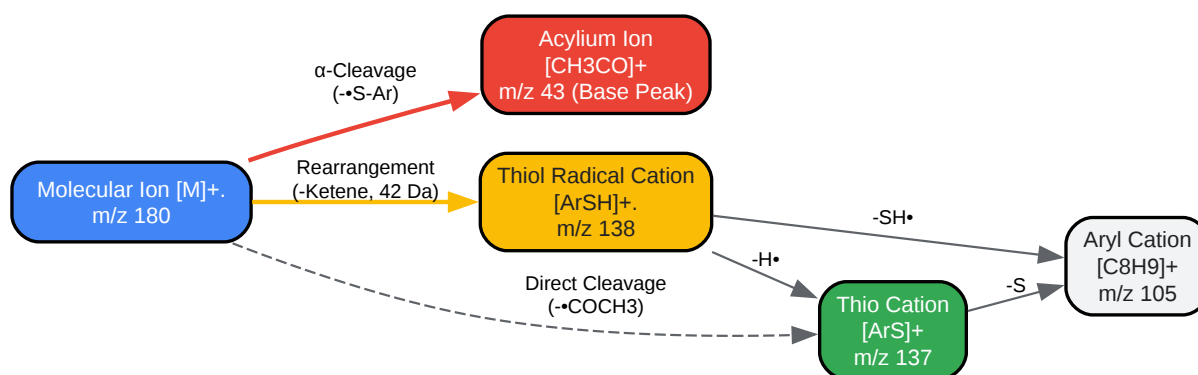 Acylium Ion
[CH3CO]+
m/z 43 (Base Peak)
α-Cleavage
(-•S-Ar)
Rearrangement
(-Ketene, 42 Da)
Molecular Ion [M]+.
m/z 180
Thiol Radical Cation
[ArSH]+.
m/z 138
-SH•
Aryl Cation
[C8H9]+
m/z 105
-H•
-S
Direct Cleavage
(-•COCH3)
Thio Cation
[ArS]+
m/z 137